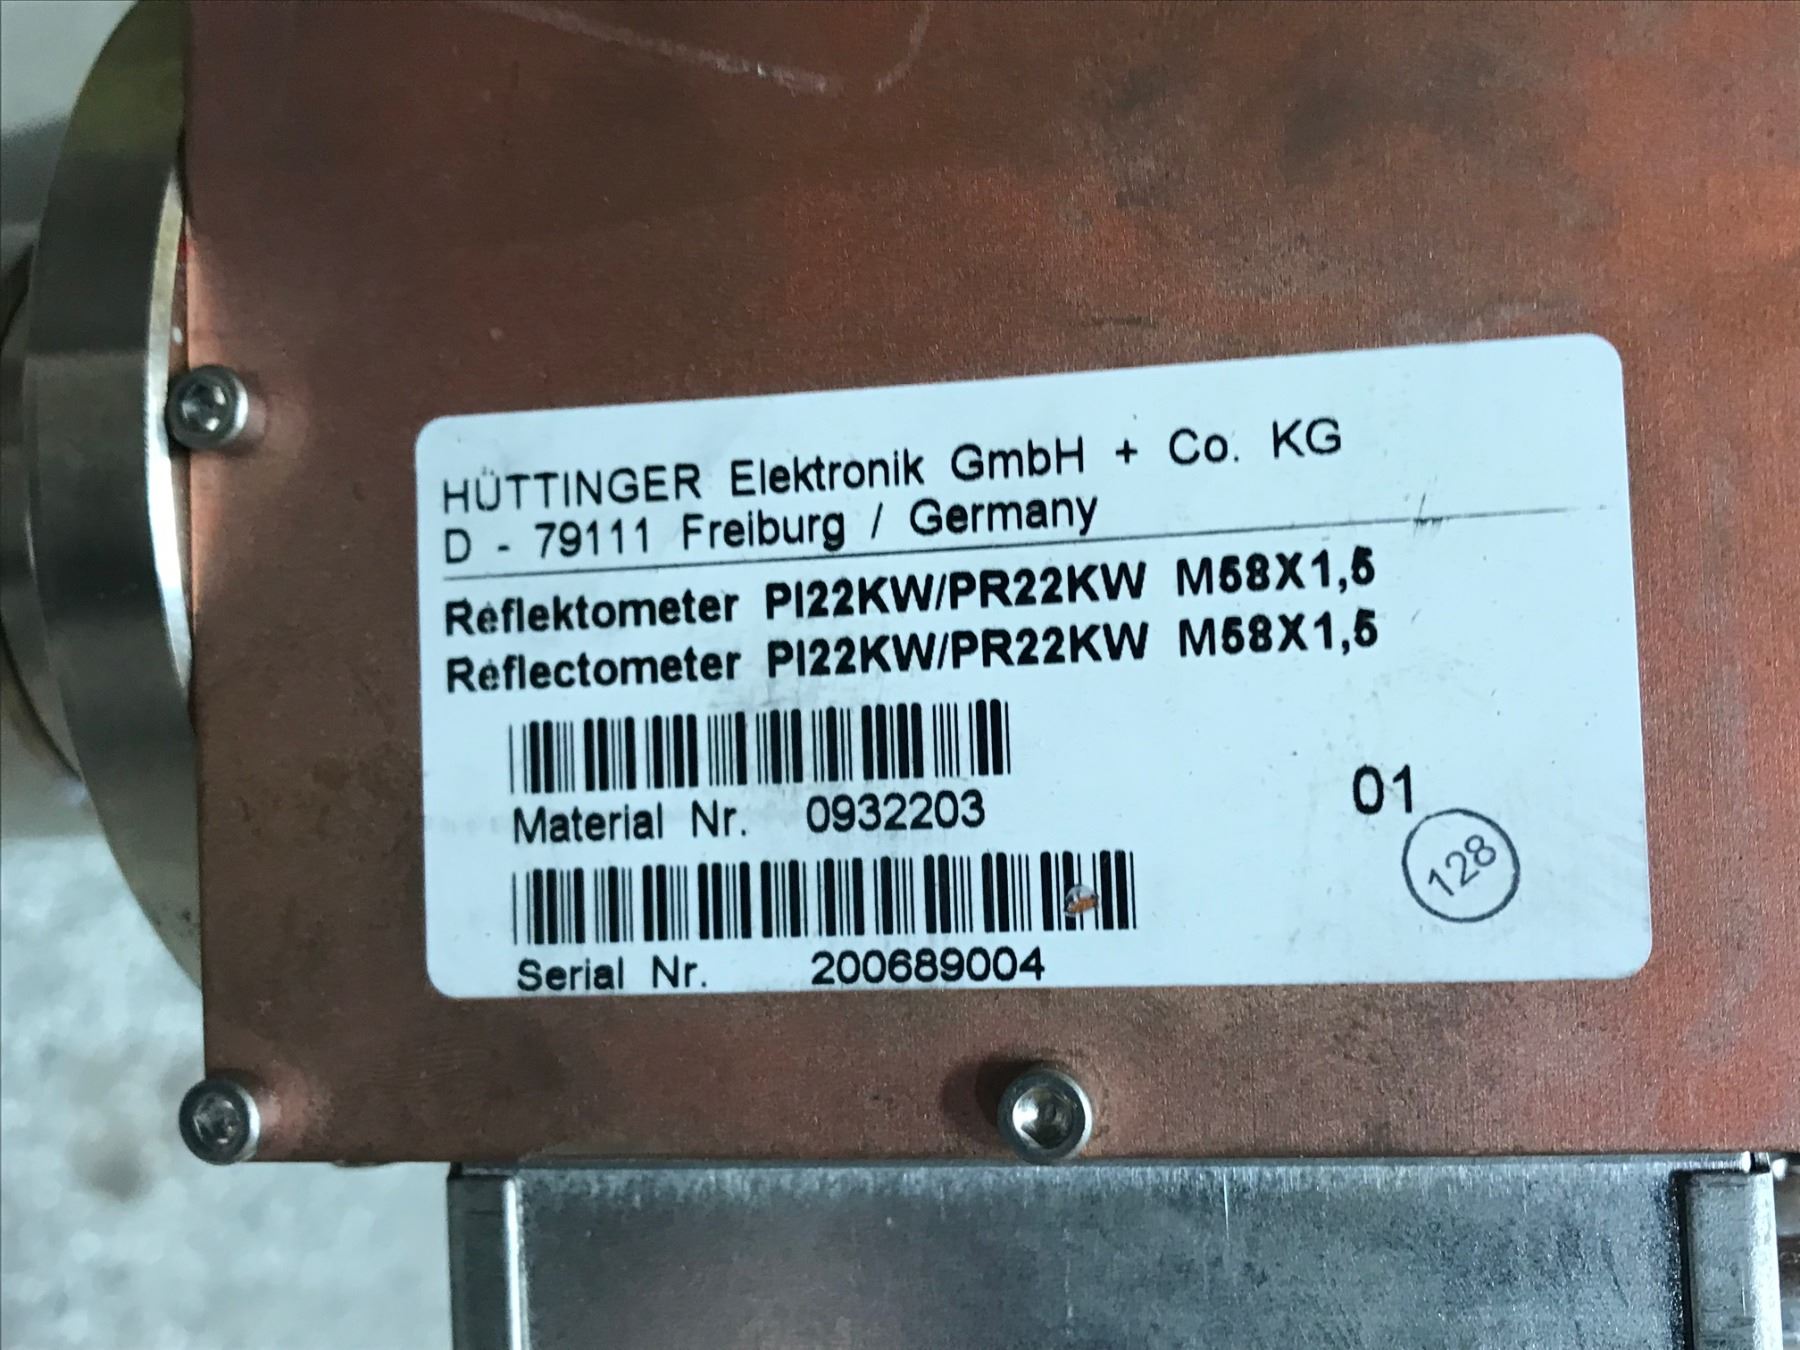 HÜTTINGER Elektronik GmbH + Co. KG
D - 79111 Freiburg / Germany
Reflektometer PI22KW/PR22KW M58X1,5
Reflectometer PI22KW/PR22KW M58X1,5
Material Nr. 0932203
01
128
Serial Nr. 200689004